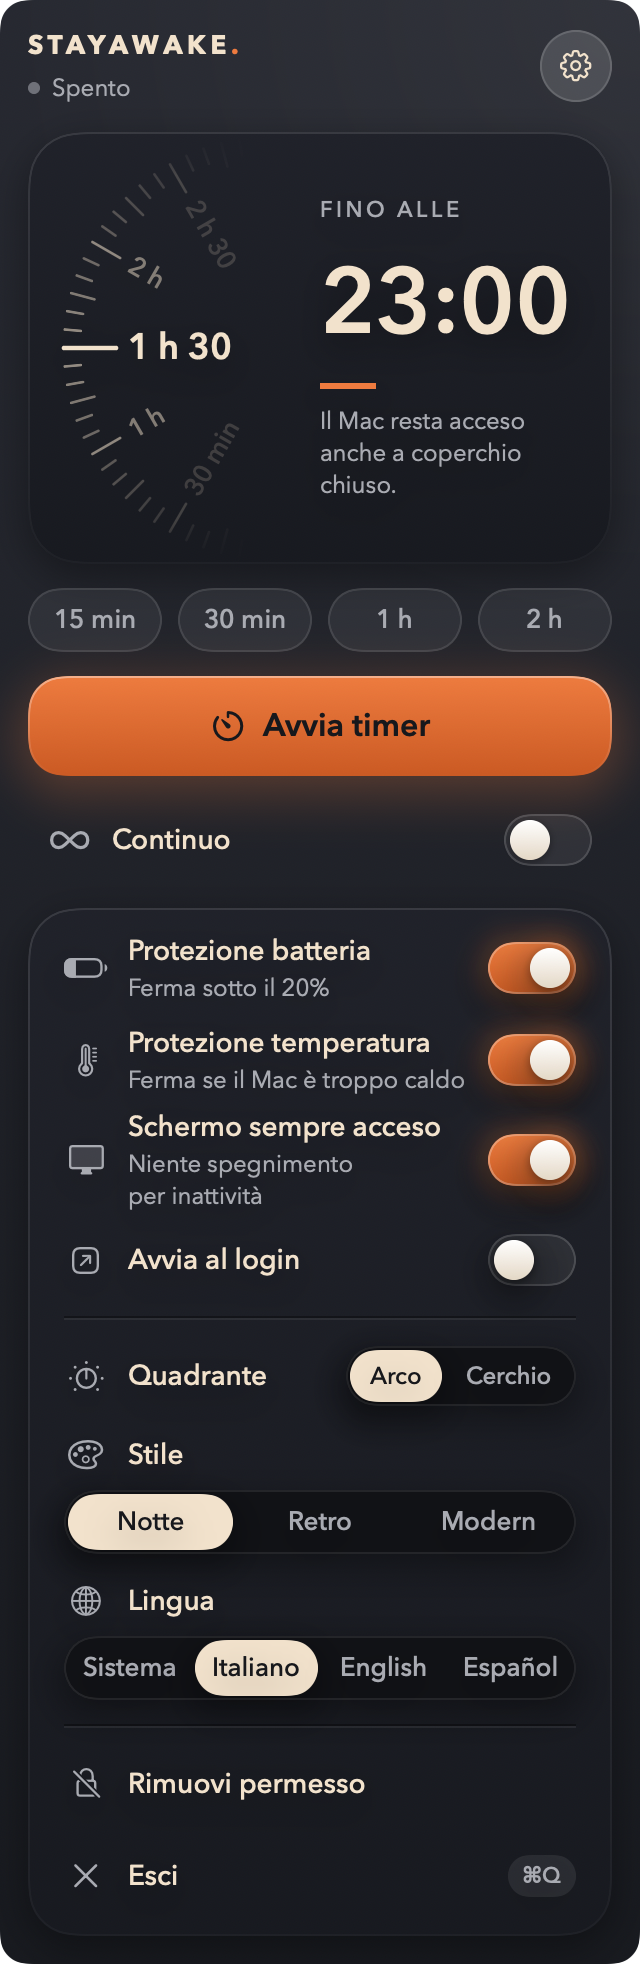 STAYAWAKE.
Spento
2 h 30
2 h
1 h 30
1 h
30 min
FINO ALLE
23:00
Il Mac resta acceso
anche a coperchio
chiuso.
15 min
30 min
1 h
2 h
Avvia timer
Continuo
Protezione batteria
Ferma sotto il 20%
Protezione temperatura
Ferma se il Mac è troppo caldo
Schermo sempre acceso
Niente spegnimento
per inattività
Avvia al login
Quadrante
Arco
Cerchio
Stile
Notte
Retro
Modern
Lingua
Sistema
Italiano
English
Español
Rimuovi permesso
Esci
⌘Q